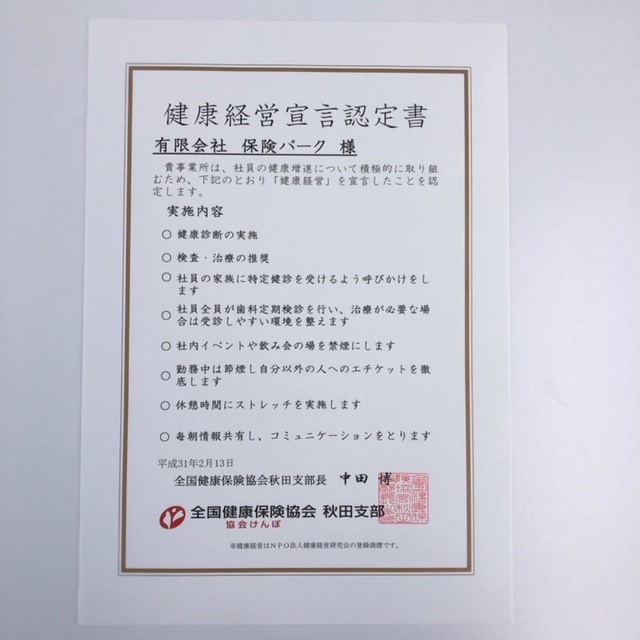 健康経営宣言認定書
有限会社 保険パーク 様
貴事業所は、社員の健康増進について積極的に取り組
むため、下記のとおり「健康経営」を宣言したことを認
定します。
実施内容
○ 健康診断の実施
○ 検査・治療の推奨
○ 社員の家族に特定健診を受けるよう呼びかけをし
ます
○ 社員全員が歯科定期検診を行い、治療が必要な場
合は受診しやすい環境を整えます
○ 社内イベントや飲み会の場を禁煙にします
○ 勤務中は節煙し自分以外の人へのエチケットを徹
底します
○ 休憩時間にストレッチを実施します
○ 毎朝情報共有し、コミュニケーションをとります
平成31年2月13日
全国健康保険協会秋田支部長 中田 博
全国健康保険協会 秋田支部
協会けんぽ
※健康経営はNPO法人健康経営研究会の登録商標です。